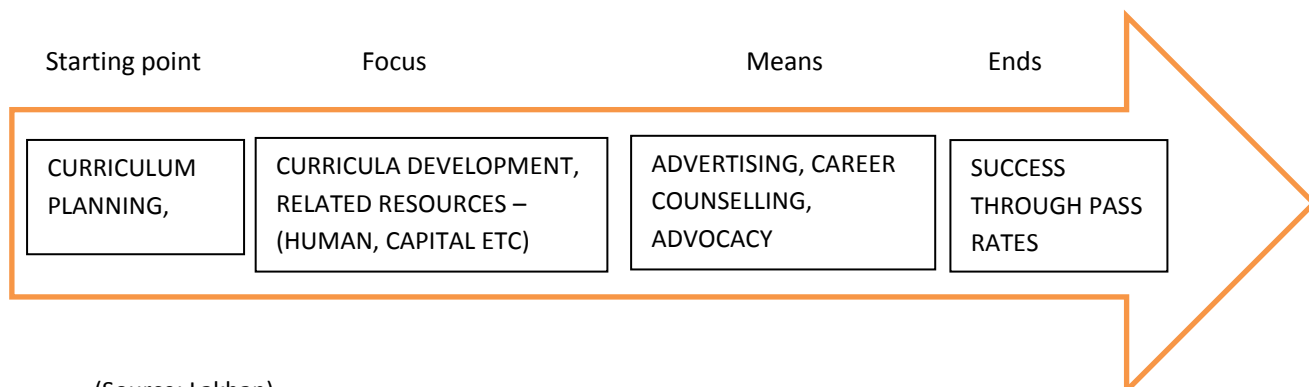 Starting point Focus Means Ends
CURRICULUM
PLANNING,
CURRICULA DEVELOPMENT,
RELATED RESOURCES –
(HUMAN, CAPITAL ETC)
ADVERTISING, CAREER
COUNSELLING,
ADVOCACY
SUCCESS
THROUGH PASS
RATES
(Source: Lakhan)